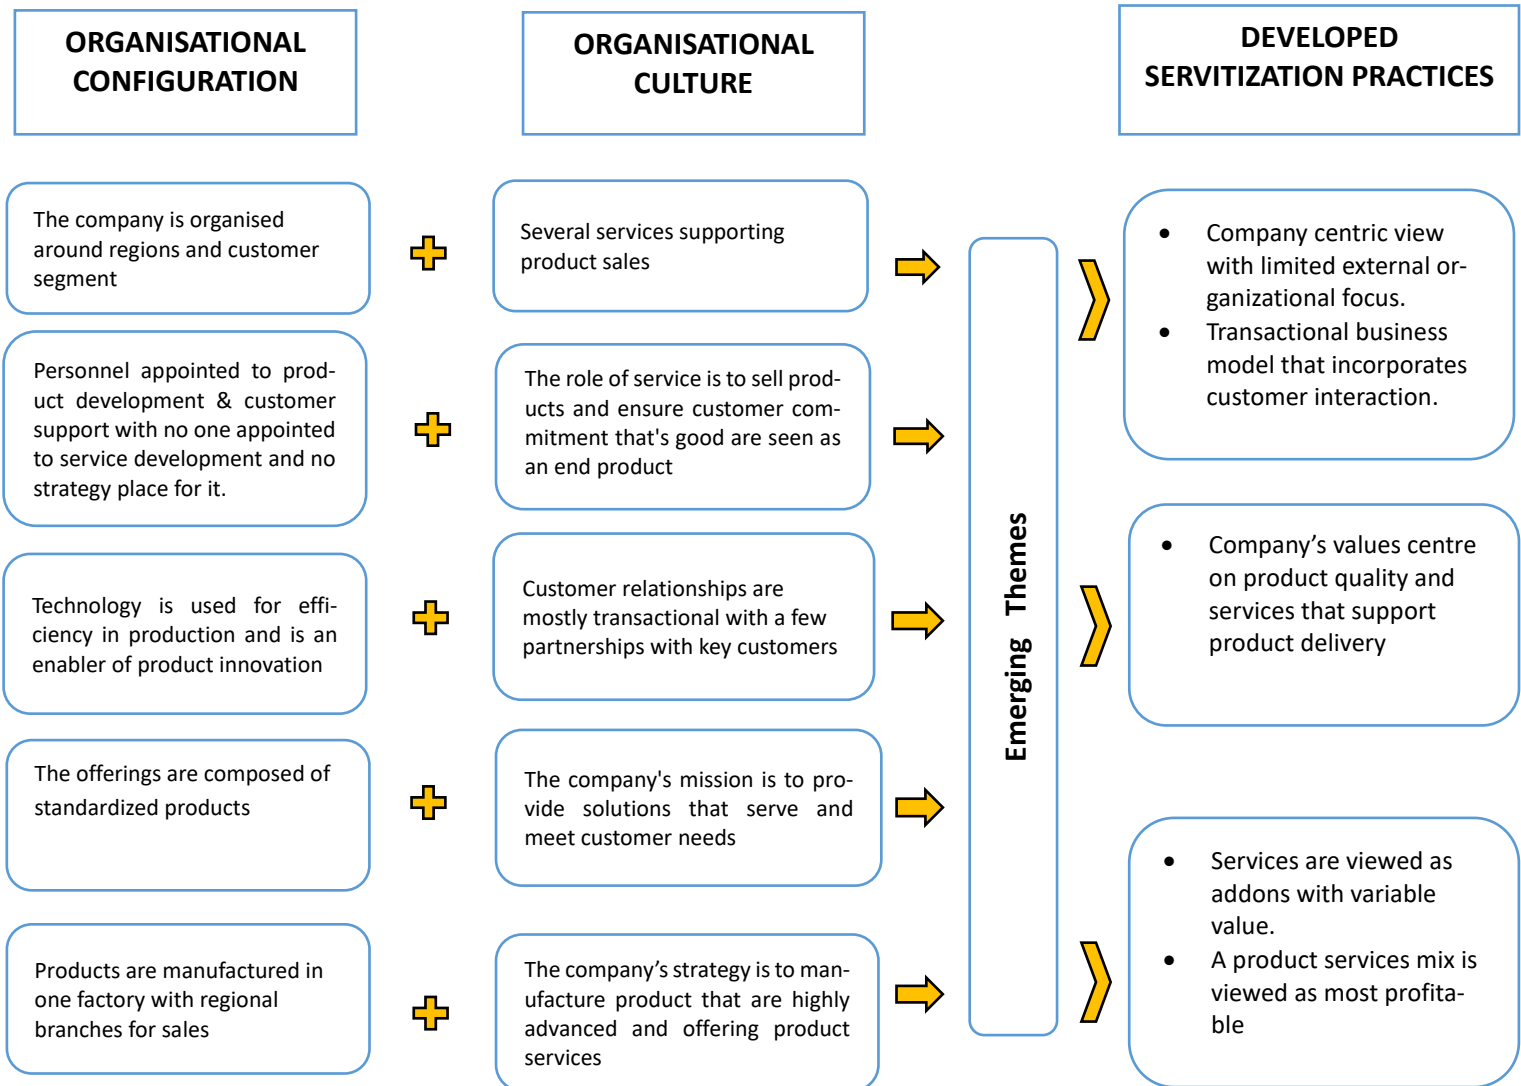 ORGANISATIONAL
CONFIGURATION
ORGANISATIONAL
CULTURE
DEVELOPED
SERVITIZATION PRACTICES
The company is organised
around regions and customer
segment
Several services supporting
product sales
• Company centric view
with limited external or-
ganizational focus.
• Transactional business
model that incorporates
customer interaction.
Personnel appointed to prod-
uct development & customer
support with no one appointed
to service development and no
strategy place for it.
The role of service is to sell prod-
ucts and ensure customer com-
mitment that's good are seen as
an end product
Emerging Themes
Technology is used for effi-
ciency in production and is an
enabler of product innovation
Customer relationships are
mostly transactional with a few
partnerships with key customers
• Company’s values centre
on product quality and
services that support
product delivery
The offerings are composed of
standardized products
The company's mission is to pro-
vide solutions that serve and
meet customer needs
• Services are viewed as
addons with variable
value.
• A product services mix is
viewed as most profita-
ble
Products are manufactured in
one factory with regional
branches for sales
The company’s strategy is to man-
ufacture product that are highly
advanced and offering product
services